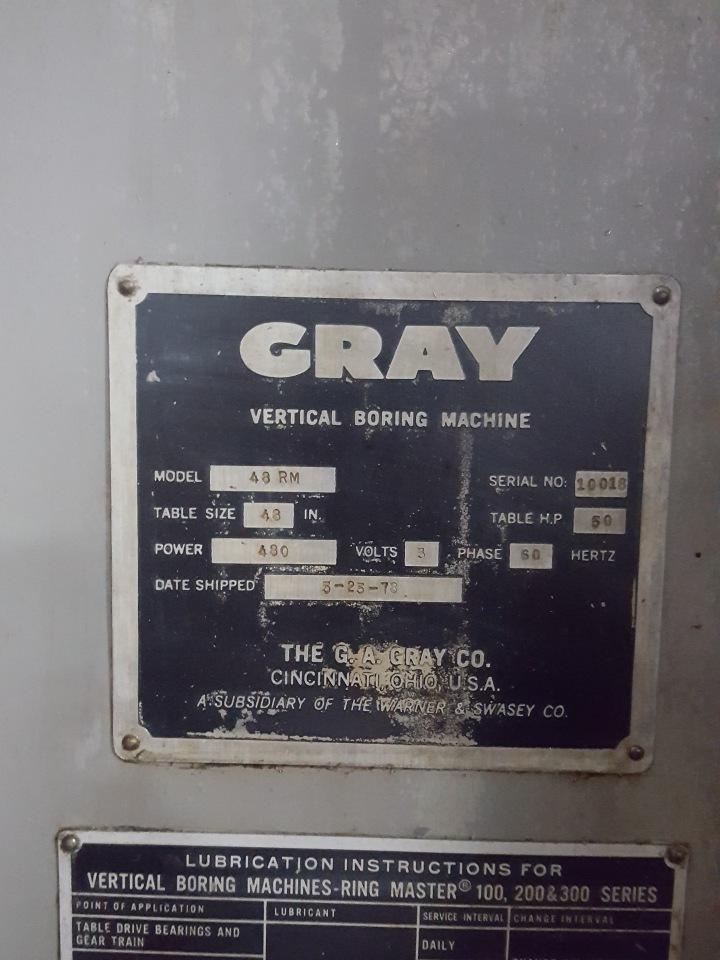 GRAY
VERTICAL BORING MACHINE
MODEL 48 RM SERIAL NO: 10018
TABLE SIZE 48 IN. TABLE H.P. 50
POWER 480 VOLTS 3 PHASE 60 HERTZ
DATE SHIPPED
THE G. A. GRAY CO.
CINCINNATI, OHIO, U.S.A.
A SUBSIDIARY OF THE WARNER & SWASEY CO.
LUBRICATION INSTRUCTIONS FOR
VERTICAL BORING MACHINES-RING MASTER® 100, 200 & 300 SERIES
POINT OF APPLICATION LUBRICANT SERVICE INTERVAL CHANGE INTERVAL
TABLE DRIVE BEARINGS AND
GEAR TRAIN DAILY